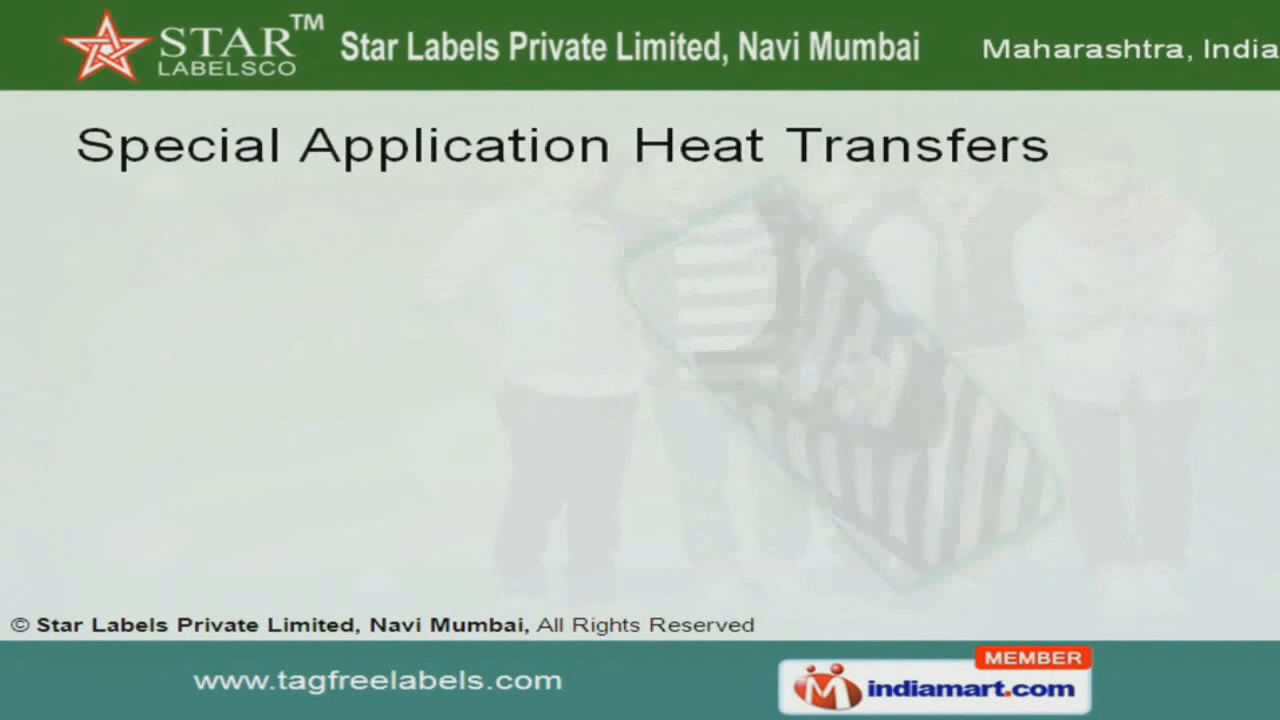 STAR™
LABELSCO
Star Labels Private Limited, Navi Mumbai
Maharashtra, India
Special Application Heat Transfers
© Star Labels Private Limited, Navi Mumbai, All Rights Reserved
www.tagfreelabels.com
MEMBER
indiamart.com